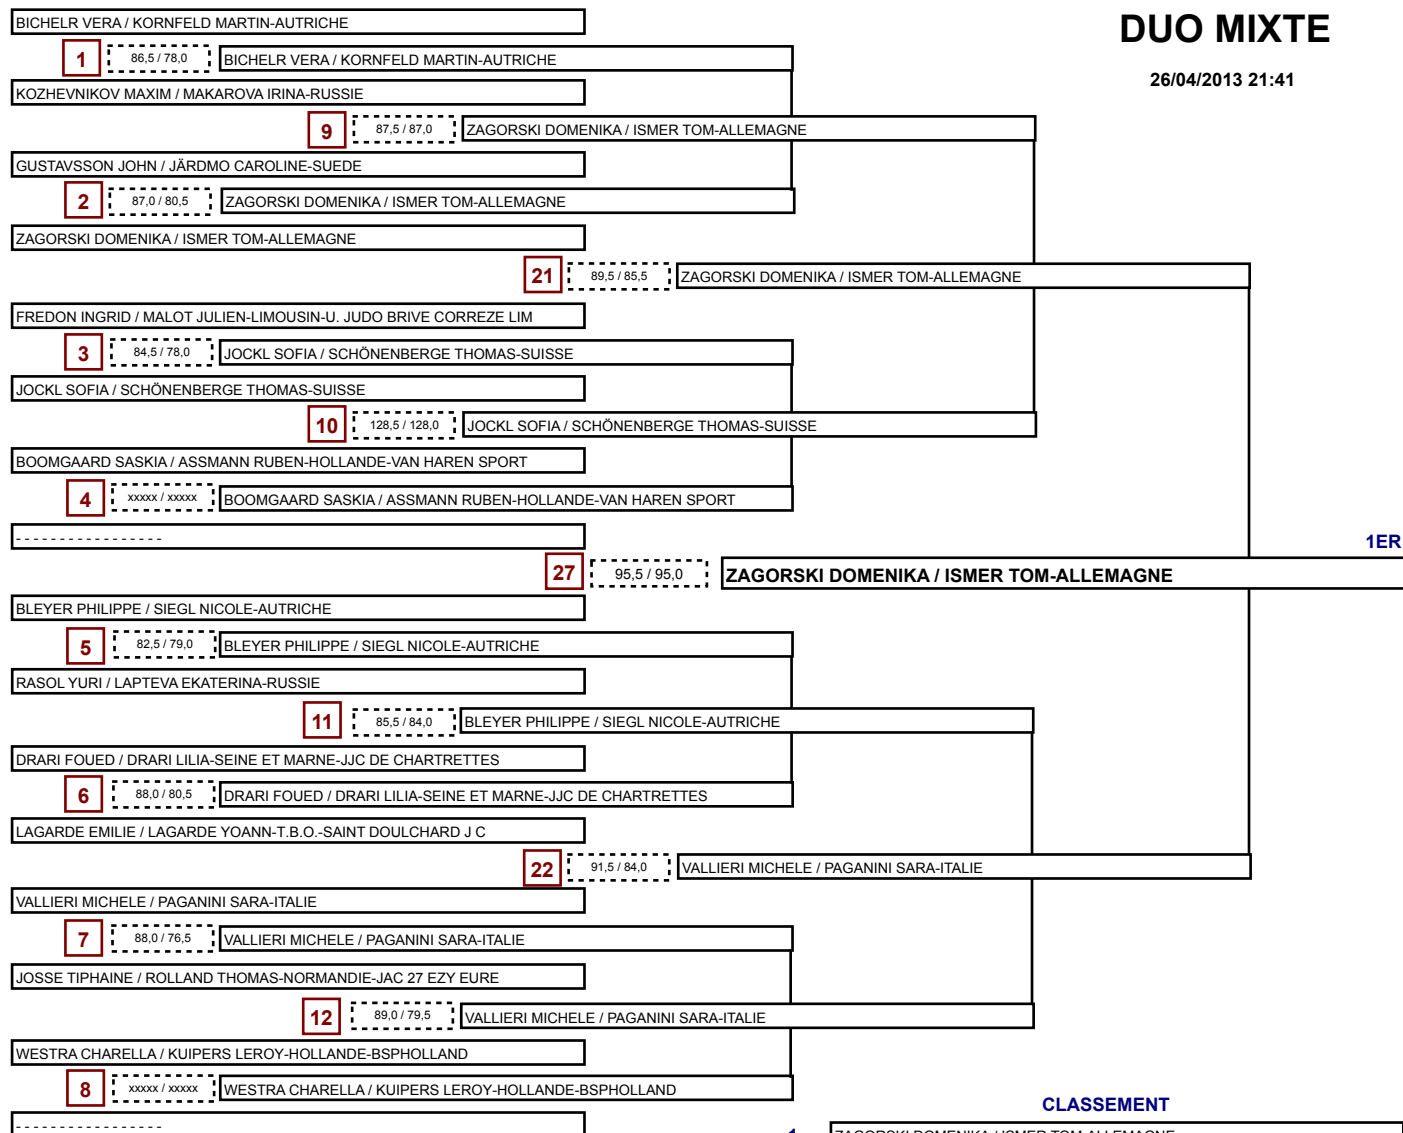 BICHELR VERA / KORNFELD MARTIN-AUTRICHE
DUO MIXTE
1 86,5 / 78,0 BICHELR VERA / KORNFELD MARTIN-AUTRICHE
26/04/2013 21:41
KOZHEVNIKOV MAXIM / MAKAROVA IRINA-RUSSIE
9 87,5 / 87,0 ZAGORSKI DOMENIKA / ISMER TOM-ALLEMAGNE
GUSTAVSSON JOHN / JÄRDMO CAROLINE-SUEDE
2 87,0 / 80,5 ZAGORSKI DOMENIKA / ISMER TOM-ALLEMAGNE
ZAGORSKI DOMENIKA / ISMER TOM-ALLEMAGNE
21 89,5 / 85,5 ZAGORSKI DOMENIKA / ISMER TOM-ALLEMAGNE
FREDON INGRID / MALOT JULIEN-LIMOUSIN-U. JUDO BRIVE CORREZE LIM
3 84,5 / 78,0 JOCKL SOFIA / SCHÖNENBERGE THOMAS-SUISSE
JOCKL SOFIA / SCHÖNENBERGE THOMAS-SUISSE
10 128,5 / 128,0 JOCKL SOFIA / SCHÖNENBERGE THOMAS-SUISSE
BOOMGAARD SASKIA / ASSMANN RUBEN-HOLLANDE-VAN HAREN SPORT
4 xxxxx / xxxxx BOOMGAARD SASKIA / ASSMANN RUBEN-HOLLANDE-VAN HAREN SPORT
- - - - - - - - - - - - - - - - -
1ER
27 95,5 / 95,0 ZAGORSKI DOMENIKA / ISMER TOM-ALLEMAGNE
BLEYER PHILIPPE / SIEGL NICOLE-AUTRICHE
5 82,5 / 79,0 BLEYER PHILIPPE / SIEGL NICOLE-AUTRICHE
RASOL YURI / LAPTEVA EKATERINA-RUSSIE
11 85,5 / 84,0 BLEYER PHILIPPE / SIEGL NICOLE-AUTRICHE
DRARI FOUED / DRARI LILIA-SEINE ET MARNE-JJC DE CHARTRETTES
6 88,0 / 80,5 DRARI FOUED / DRARI LILIA-SEINE ET MARNE-JJC DE CHARTRETTES
LAGARDE EMILIE / LAGARDE YOANN-T.B.O.-SAINT DOULCHARD J C
22 91,5 / 84,0 VALLIERI MICHELE / PAGANINI SARA-ITALIE
VALLIERI MICHELE / PAGANINI SARA-ITALIE
7 88,0 / 76,5 VALLIERI MICHELE / PAGANINI SARA-ITALIE
JOSSE TIPHAINE / ROLLAND THOMAS-NORMANDIE-JAC 27 EZY EURE
12 89,0 / 79,5 VALLIERI MICHELE / PAGANINI SARA-ITALIE
WESTRA CHARELLA / KUIPERS LEROY-HOLLANDE-BSPHOLLAND
8 xxxxx / xxxxx WESTRA CHARELLA / KUIPERS LEROY-HOLLANDE-BSPHOLLAND
CLASSEMENT
- - - - - - - - - - - - - - - - -
1 ZAGORSKI DOMENIKA / ISMER TOM-ALLEMAGNE